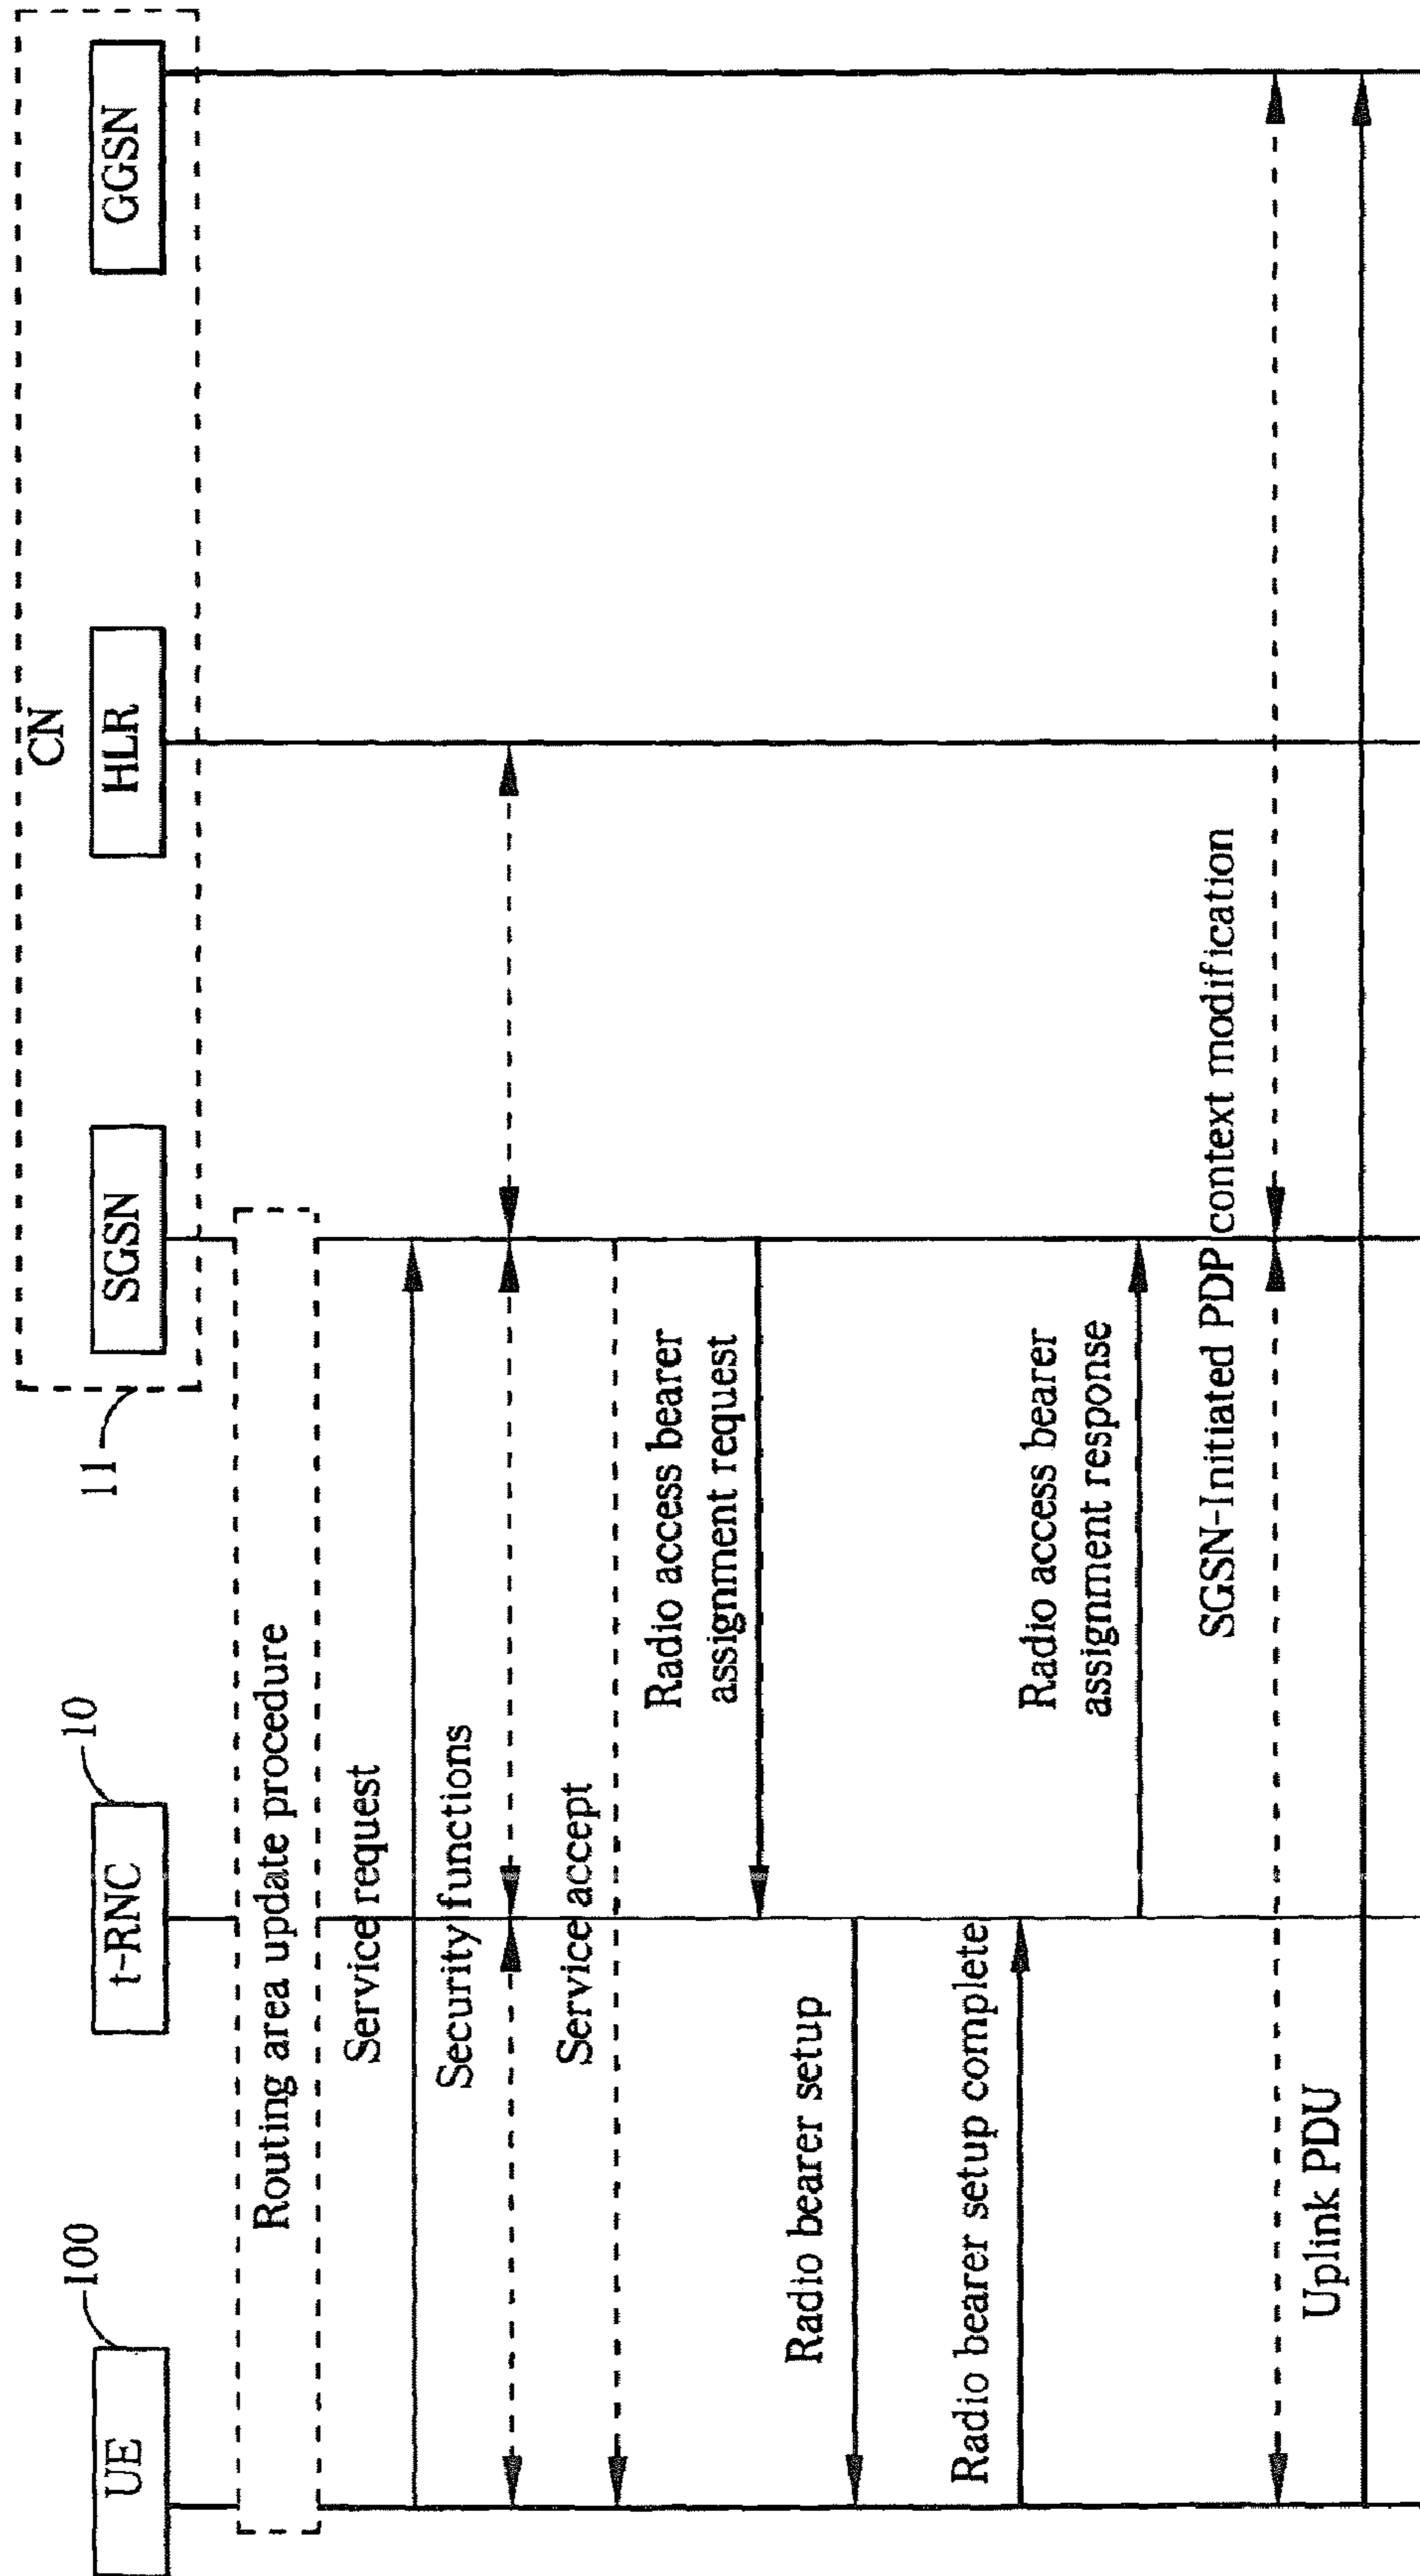 CN
UE
100
t-RNC
10
SGSN
11
HLR
GGSN
Routing area update procedure
Service request
Security functions
Service accept
Radio access bearer
assignment request
Radio bearer setup
Radio bearer setup complete
Radio access bearer
assignment response
SGSN-Initiated PDP context modification
Uplink PDU